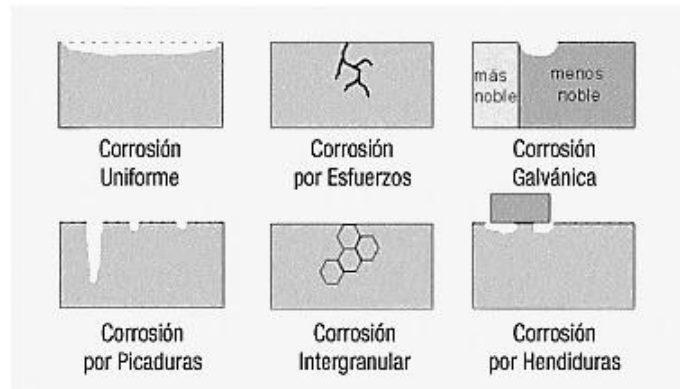 más
noble
menos
noble
Corrosión
Uniforme
Corrosión
por Esfuerzos
Corrosión
Galvánica
Corrosión
por Picaduras
Corrosión
Intergranular
Corrosión
por Hendiduras